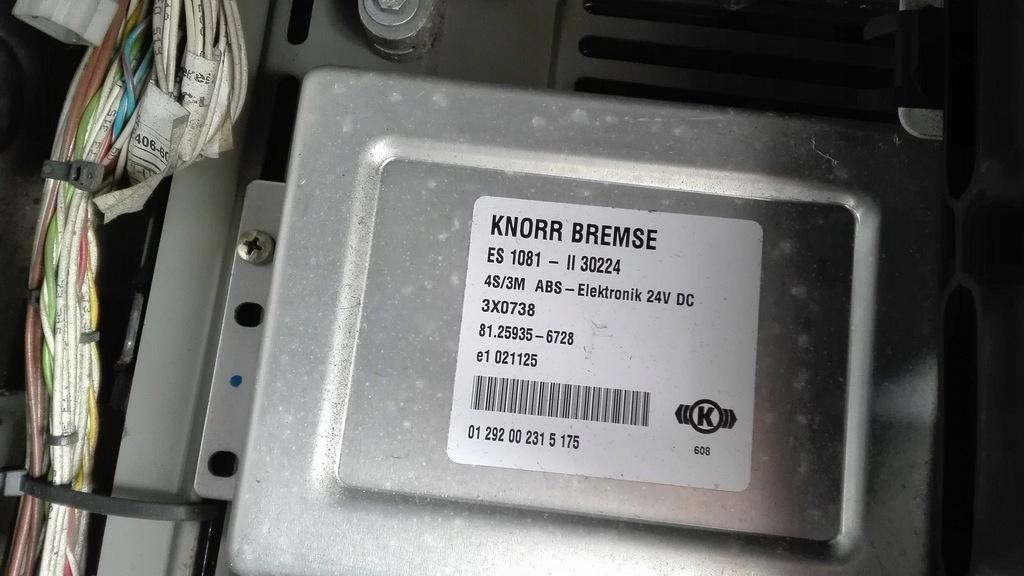 KNORR BREMSE
ES 1081 – II 30224
4S/3M ABS – Elektronik 24V DC
3X0738
81.25935–6728
e1 021125
01 292 00 231 5 175
K
608